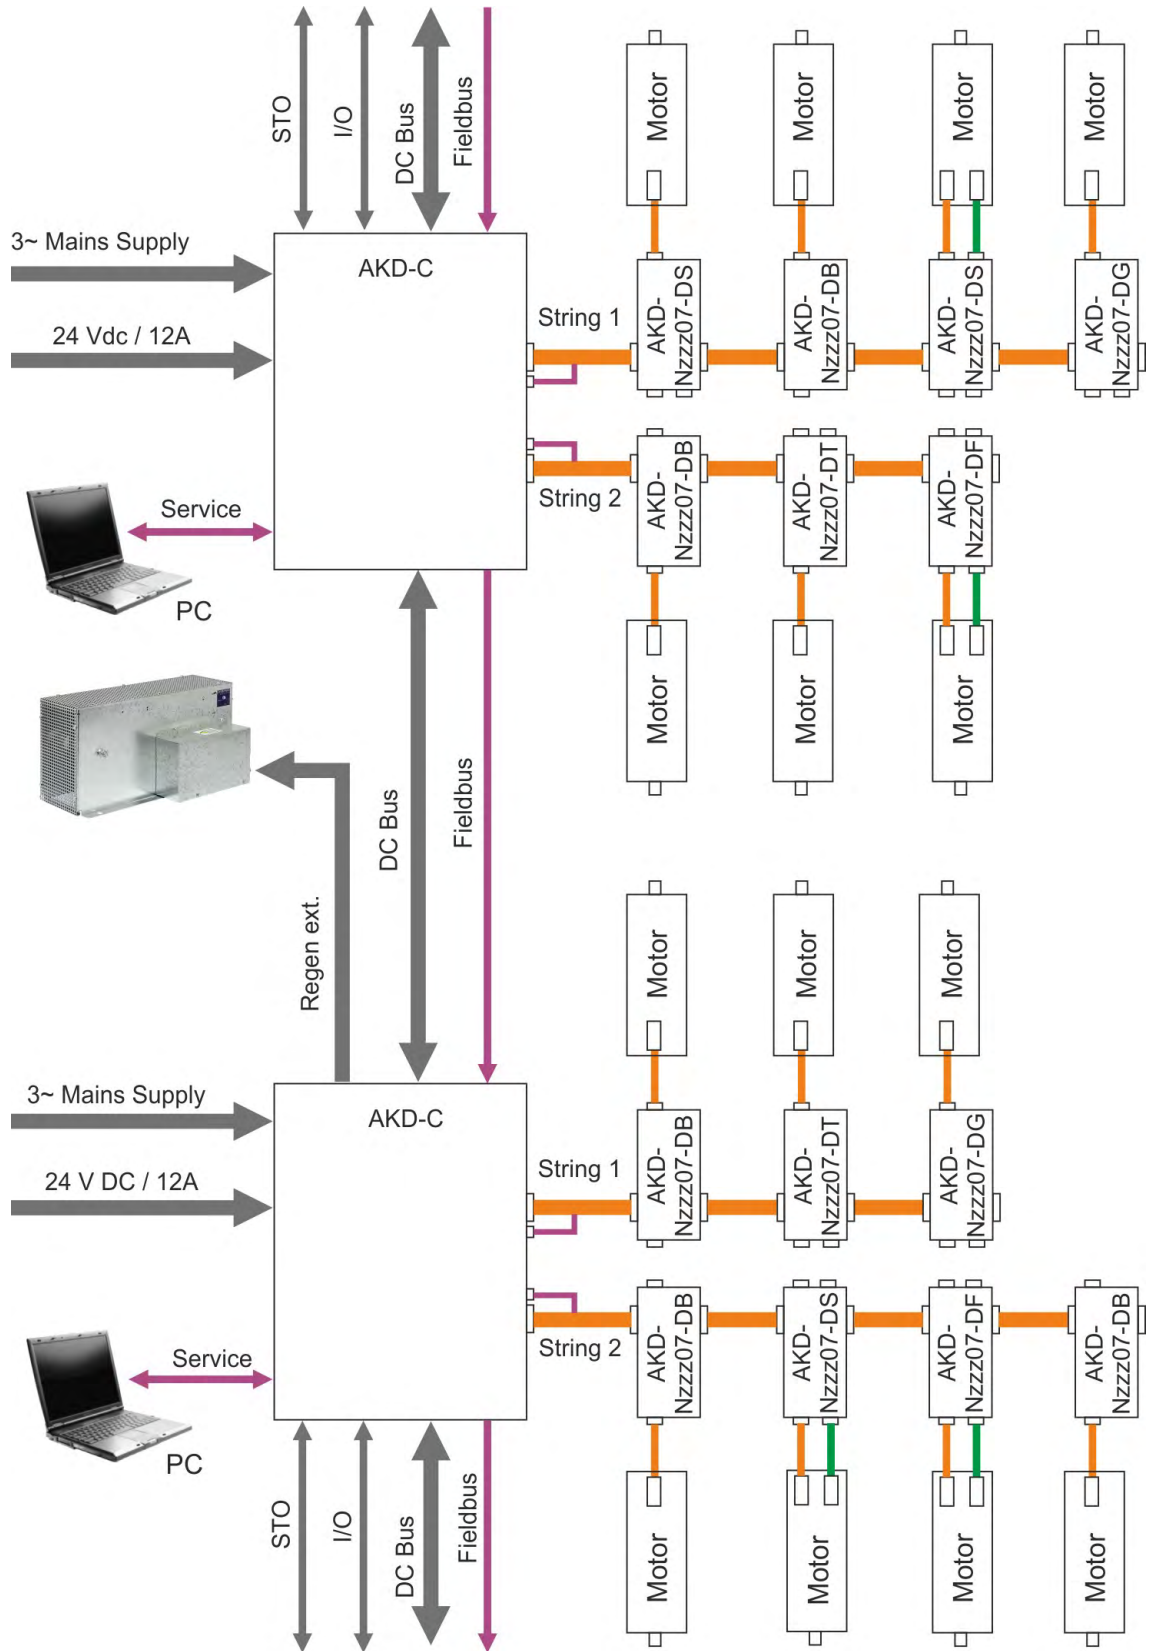 STO
I/O
DC Bus
Fieldbus
Motor
Motor
Motor
Motor
3~ Mains Supply
AKD-C
24 Vdc / 12A
String 1
AKD-
Nzzz07-DS
AKD-
Nzzz07-DB
AKD-
Nzzz07-DS
AKD-
Nzzz07-DG
String 2
AKD-
Nzzz07-DB
AKD-
Nzzz07-DT
AKD-
Nzzz07-DF
Service
PC
Motor
Motor
Motor
DC Bus
Fieldbus
Regen ext.
Motor
Motor
Motor
3~ Mains Supply
AKD-C
24 V DC / 12A
String 1
AKD-
Nzzz07-DB
AKD-
Nzzz07-DT
AKD-
Nzzz07-DG
String 2
AKD-
Nzzz07-DB
AKD-
Nzzz07-DS
AKD-
Nzzz07-DF
AKD-
Nzzz07-DB
Service
PC
STO
I/O
DC Bus
Fieldbus
Motor
Motor
Motor
Motor